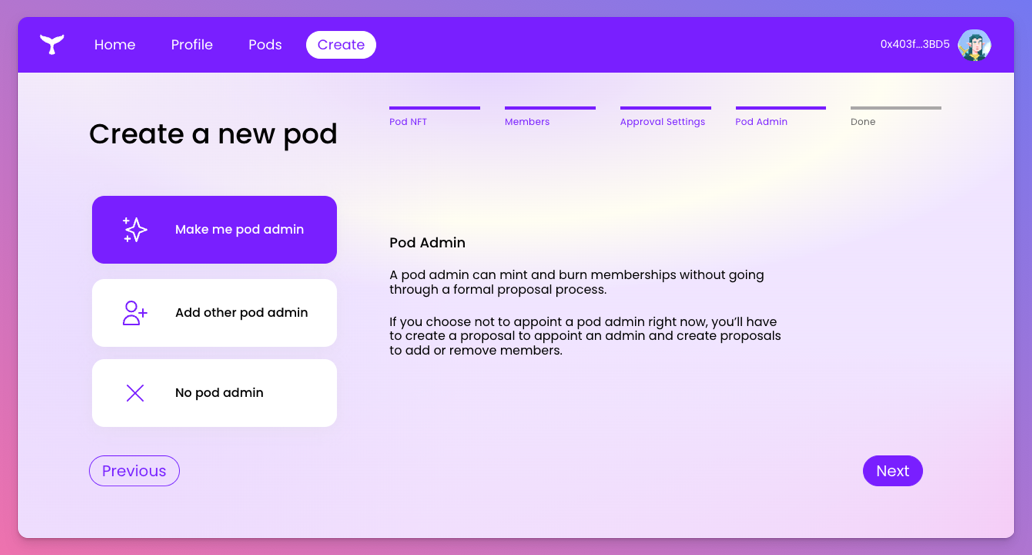 Home
Profile
Pods
Create
0x403f...3BD5
Create a new pod
Pod NFT
Members
Approval Settings
Pod Admin
Done
Make me pod admin
Add other pod admin
No pod admin
Pod Admin
A pod admin can mint and burn memberships without going
through a formal proposal process.
If you choose not to appoint a pod admin right now, you’ll have
to create a proposal to appoint an admin and create proposals
to add or remove members.
Previous
Next